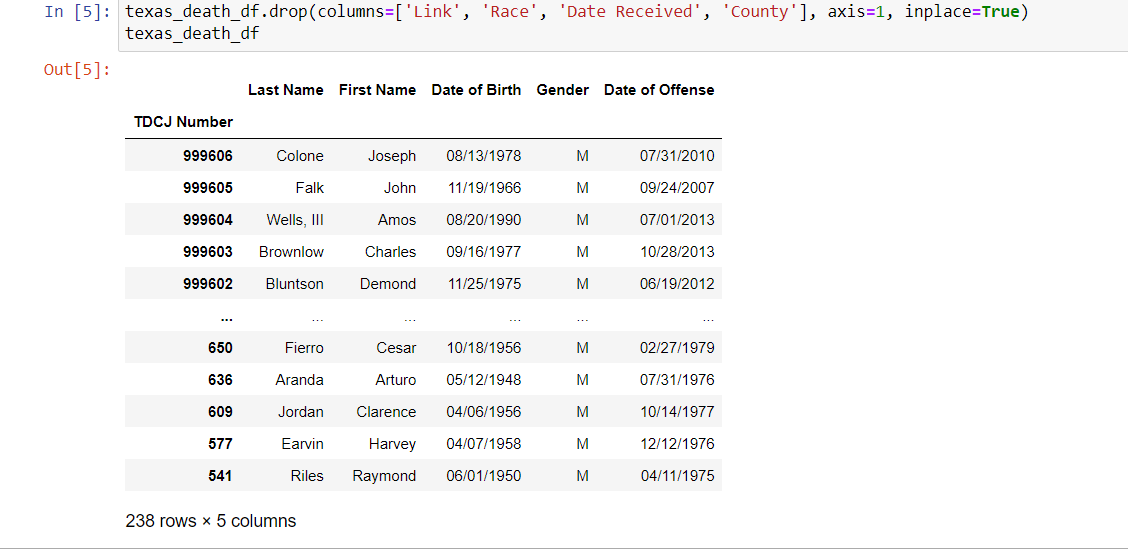 In [5]: texas_death_df.drop(columns=['Link', 'Race', 'Date Received', 'County'], axis=1, inplace=True)
texas_death_df
Out[5]:
Last Name First Name Date of Birth Gender Date of Offense
TDCJ Number
999606 Colone Joseph 08/13/1978 M 07/31/2010
999605 Falk John 11/19/1966 M 09/24/2007
999604 Wells, III Amos 08/20/1990 M 07/01/2013
999603 Brownlow Charles 09/16/1977 M 10/28/2013
999602 Bluntson Demond 11/25/1975 M 06/19/2012
... ... ... ... ... ...
650 Fierro Cesar 10/18/1956 M 02/27/1979
636 Aranda Arturo 05/12/1948 M 07/31/1976
609 Jordan Clarence 04/06/1956 M 10/14/1977
577 Earvin Harvey 04/07/1958 M 12/12/1976
541 Riles Raymond 06/01/1950 M 04/11/1975
238 rows × 5 columns